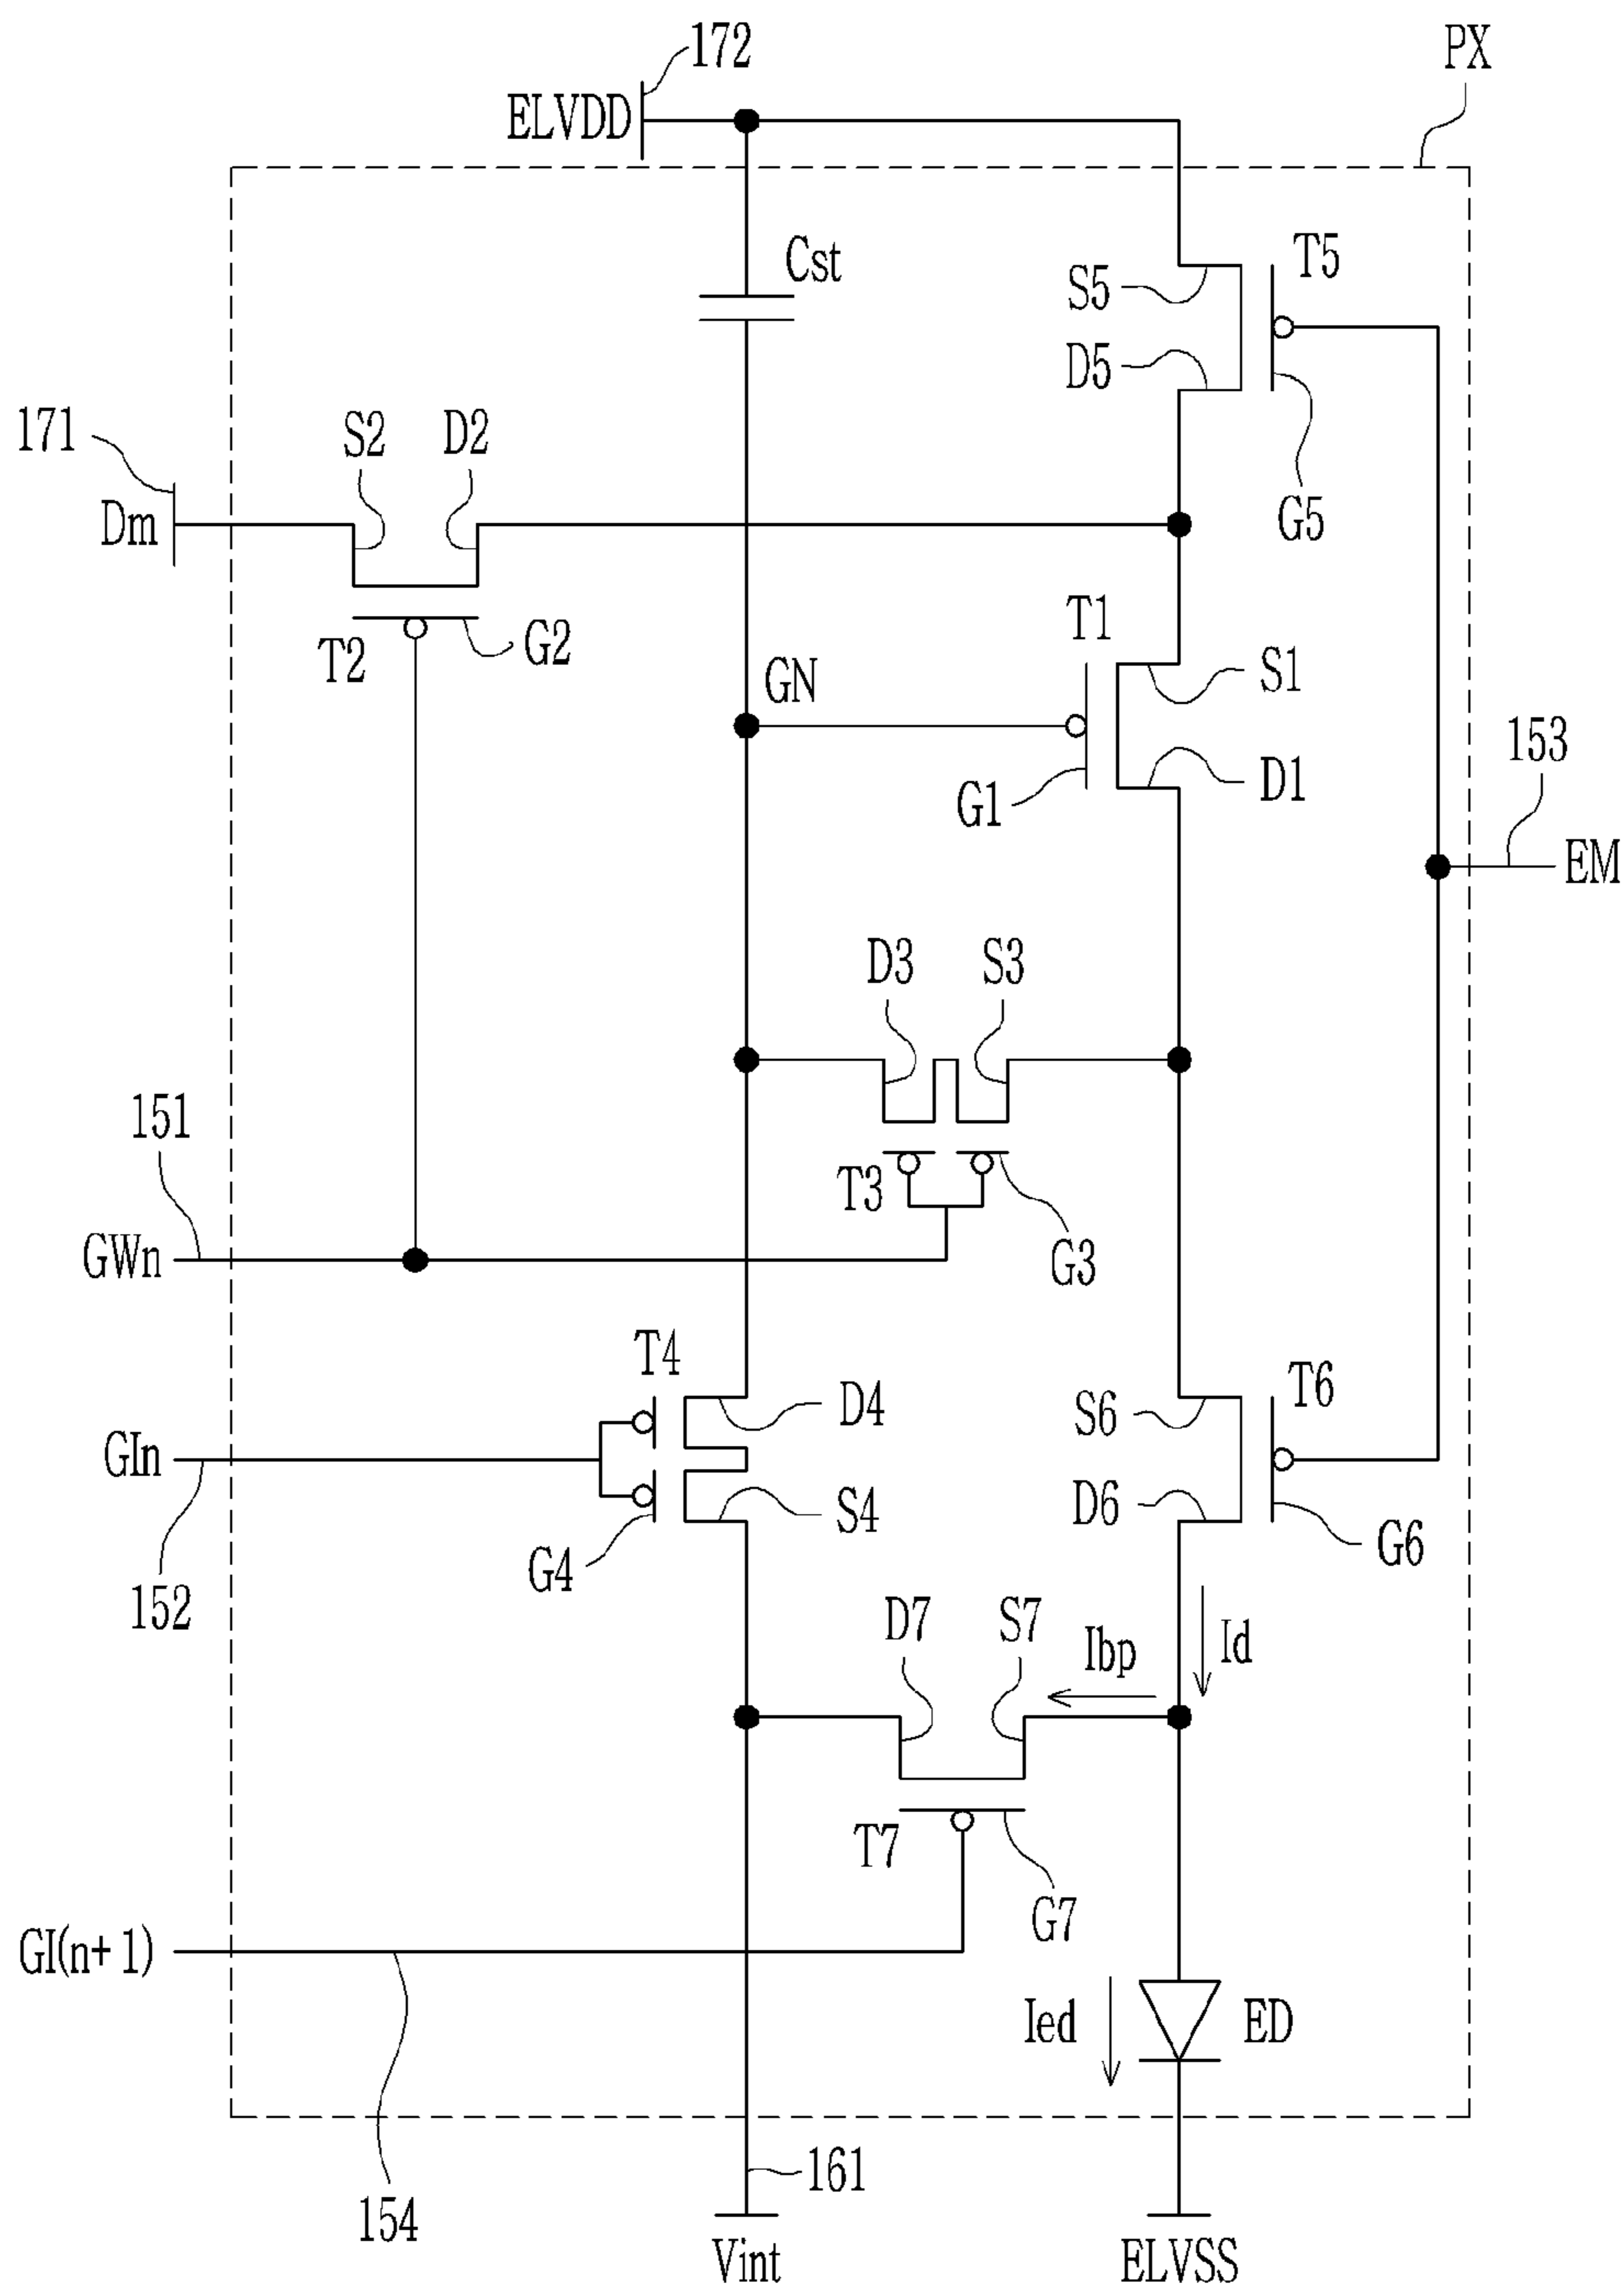 172
PX
ELVDD
Cst
S5
T5
D5
171
S2
D2
Dm
G5
T1
T2
G2
GN
S1
153
G1
D1
EM
D3
S3
151
T3
GWn
G3
T4
T6
D4
S6
GIn
S4
D6
G4
G6
152
D7
S7
Ibp
Id
T7
G7
GI(n+1)
Ied
ED
161
154
Vint
ELVSS